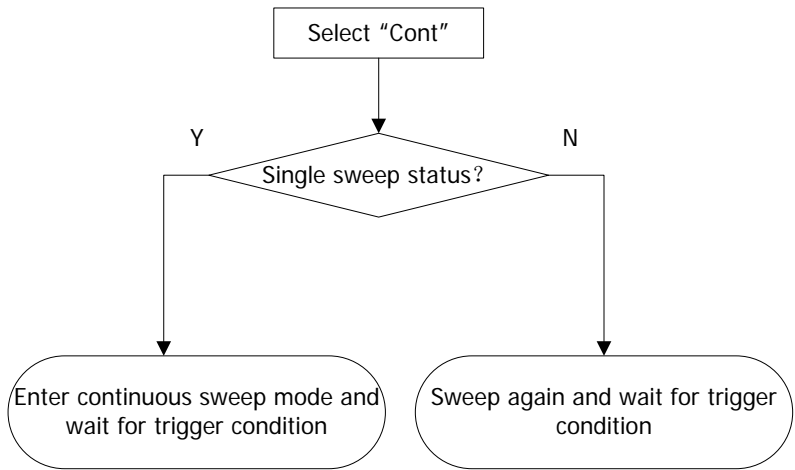 Select “Cont”
Y
N
Single sweep status？
Enter continuous sweep mode and
wait for trigger condition
Sweep again and wait for trigger
condition